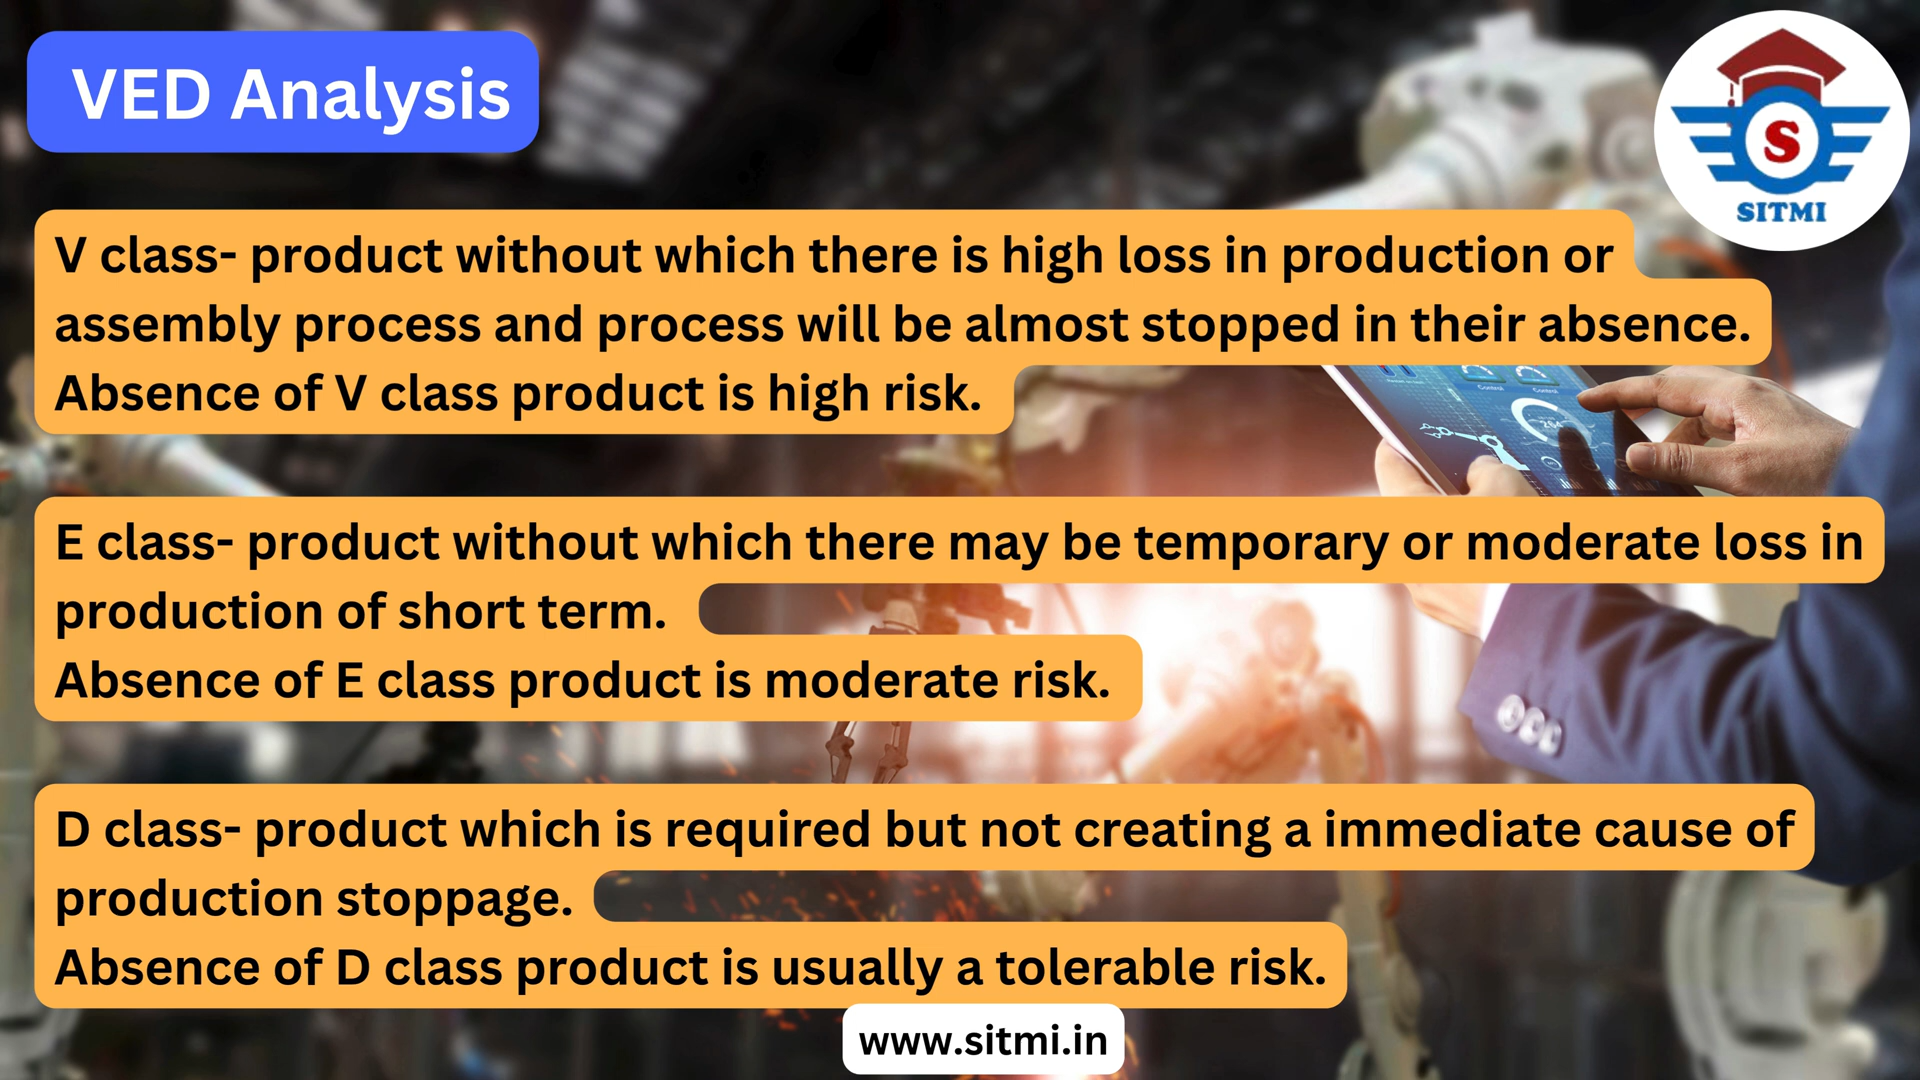 VED Analysis
S
SITMI
V class- product without which there is high loss in production or
assembly process and process will be almost stopped in their absence.
Absence of V class product is high risk.
E class- product without which there may be temporary or moderate loss in
production of short term.
Absence of E class product is moderate risk.
D class- product which is required but not creating a immediate cause of
production stoppage.
Absence of D class product is usually a tolerable risk.
www.sitmi.in